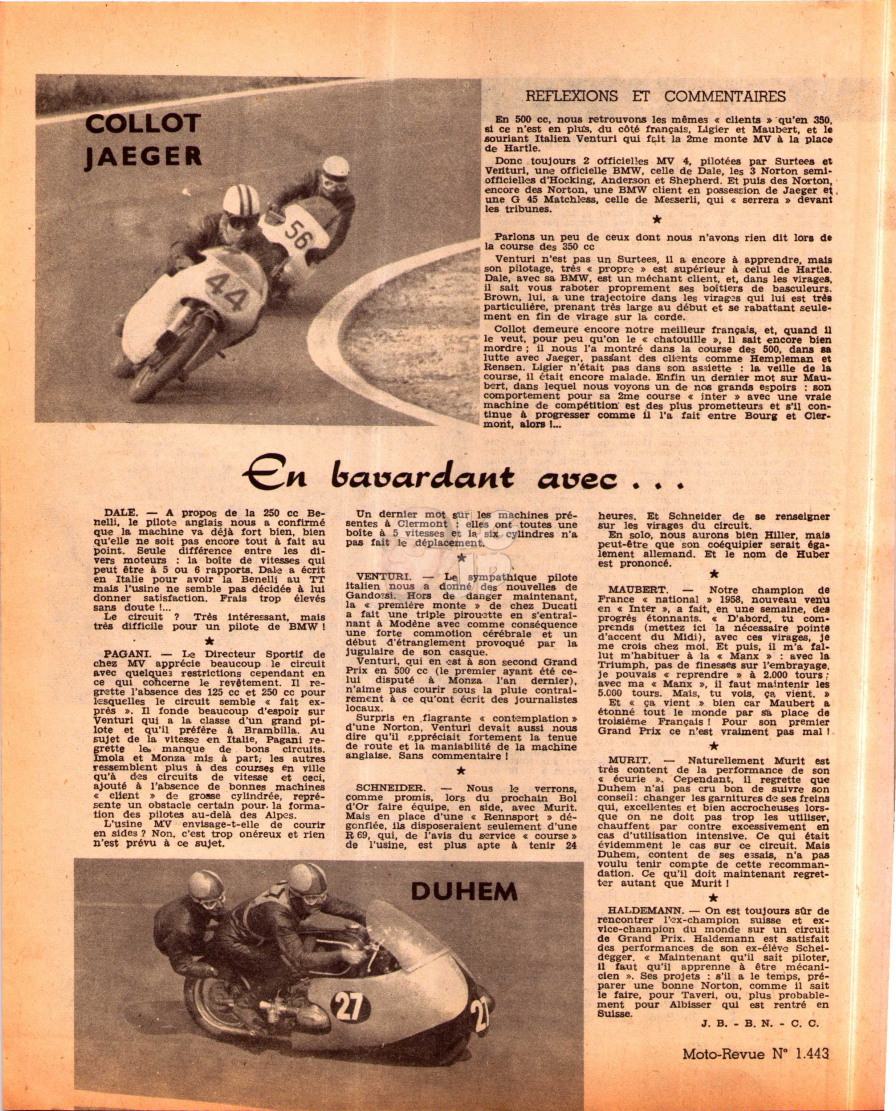 COLLOT
JAEGER
56
44
REFLEXIONS ET COMMENTAIRES
En 500 cc, nous retrouvons les mêmes « clients » qu'en 350,
si ce n'est en plus, du côté français, Ligier et Maubert, et le
souriant Italien Venturi qui fait la 2me monte MV à la place
de Hartle.
Donc toujours 2 officielles MV 4, pilotées par Surtees et
Venturi, une officielle BMW, celle de Dale, les 3 Norton semi-
officielles d'Hocking, Anderson et Shepherd. Et puis des Norton,
encore des Norton, une BMW client en possession de Jaeger et
une G 45 Matchless, celle de Messerli, qui « serrera » devant
les tribunes.
★
Parlons un peu de ceux dont nous n'avons rien dit lors de
la course des 350 cc
Venturi n'est pas un Surtees, il a encore à apprendre, mais
son pilotage, très « propre » est supérieur à celui de Hartle.
Dale, avec sa BMW, est un méchant client, et, dans les virages,
il sait vous raboter proprement ses boîtiers de basculeurs.
Brown, lui, a une trajectoire dans les virages qui lui est très
particulière, prenant très large au début et se rabattant seule-
ment en fin de virage sur la corde.
Collot demeure encore notre meilleur français, et, quand il
le veut, pour peu qu'on le « chatouille », il sait encore bien
mordre ; il nous l'a montré dans la course des 500, dans sa
lutte avec Jaeger, passant des clients comme Hempleman et
Rensen. Ligier n'était pas dans son assiette : la veille de la
course, il était encore malade. Enfin un dernier mot sur Mau-
bert, dans lequel nous voyons un de nos grands espoirs : son
comportement pour sa 2me course « inter » avec une vraie
machine de compétition est des plus prometteurs et s'il con-
tinue à progresser comme il l'a fait entre Bourg et Cler-
mont, alors !...
En bavardant avec...
DALE. — A propos de la 250 cc Be-
nelli, le pilote anglais nous a confirmé
que la machine va déjà fort bien, bien
qu'elle ne soit pas encore tout à fait au
point. Seule différence entre les di-
vers moteurs : la boîte de vitesses qui
peut être à 5 ou 6 rapports. Dale a écrit
en Italie pour avoir la Benelli au TT
mais l'usine ne semble pas décidée à lui
donner satisfaction. Frais trop élevés
sans doute !...
Le circuit ? Très intéressant, mais
très difficile pour un pilote de BMW !
★
PAGANI. — Le Directeur Sportif de
chez MV apprécie beaucoup le circuit
avec quelques restrictions cependant en
ce qui concerne le revêtement. Il re-
grette l'absence des 125 cc et 250 cc pour
lesquelles le circuit semble « fait ex-
près ». Il fonde beaucoup d'espoir sur
Venturi qui a la classe d'un grand pi-
lote et qu'il préfère à Brambilla. Au
sujet de la vitesse en Italie, Pagani re-
grette le manque de bons circuits.
Imola et Monza mis à part, les autres
ressemblent plus à des courses en ville
qu'à des circuits de vitesse et ceci,
ajouté à l'absence de bonnes machines
« client » de grosse cylindrée, repré-
sente un obstacle certain pour la forma-
tion des pilotes au-delà des Alpes.
L'usine MV envisage-t-elle de courir
en sides ? Non, c'est trop onéreux et rien
n'est prévu à ce sujet.
Un dernier mot sur les machines pré-
sentes à Clermont : elles ont toutes une
boîte à 5 vitesses et la six cylindres n'a
pas fait le déplacement.
★
VENTURI. — Le sympathique pilote
italien nous a donné des nouvelles de
Gandossi. Hors de danger maintenant,
la « première monte » de chez Ducati
a fait une triple pirouette en s'entraî-
nant à Modène avec comme conséquence
une forte commotion cérébrale et un
début d'étranglement provoqué par la
jugulaire de son casque.
Venturi, qui en est à son second Grand
Prix en 500 cc (le premier ayant été ce-
lui disputé à Monza l'an dernier),
n'aime pas courir sous la pluie contrai-
rement à ce qu'ont écrit des journalistes
locaux.
Surpris en flagrante « contemplation »
d'une Norton, Venturi devait aussi nous
dire qu'il appréciait fortement la tenue
de route et la maniabilité de la machine
anglaise. Sans commentaire !
★
SCHNEIDER. — Nous le verrons,
comme promis, lors du prochain Bol
d'Or faire équipe, en side, avec Murit.
Mais en place d'une « Rennsport » dé-
gonflée, ils disposeraient seulement d'une
R 69, qui, de l'avis du service « course »
de l'usine, est plus apte à tenir 24
heures. Et Schneider de se renseigner
sur les virages du circuit.
En solo, nous aurons bien Hiller, mais
peut-être que son coéquipier serait éga-
lement allemand. Et le nom de Huber
est prononcé.
★
MAUBERT. — Notre champion de
France « national » 1958, nouveau venu
en « Inter », a fait, en une semaine, des
progrès étonnants. « D'abord, tu com-
prends (mettez ici la nécessaire pointe
d'accent du Midi), avec ces virages, je
me crois chez moi. Et puis, il m'a fal-
lut m'habituer à la « Manx » : avec la
Triumph, pas de finesses sur l'embrayage,
je pouvais « reprendre » à 2.000 tours ;
avec ma « Manx », il faut maintenir les
5.000 tours. Mais, tu vois, ça vient. »
Et « ça vient » bien car Maubert a
étonné tout le monde par sa place de
troisième Français ! Pour son premier
Grand Prix ce n'est vraiment pas mal !
★
MURIT. — Naturellement Murit est
très content de la performance de son
« écurie ». Cependant, il regrette que
Duhem n'ai pas cru bon de suivre son
conseil : changer les garnitures de ses freins
qui, excellentes et bien accrocheuses lors-
que on ne doit pas trop les utiliser,
chauffent par contre excessivement en
cas d'utilisation intensive. Ce qui était
évidemment le cas sur ce circuit. Mais
Duhem, content de ses essais, n'a pas
voulu tenir compte de cette recomman-
dation. Ce qu'il doit maintenant regret-
ter autant que Murit !
★
HALDEMANN. — On est toujours sûr de
rencontrer l'ex-champion suisse et ex-
vice-champion du monde sur un circuit
de Grand Prix. Haldemann est satisfait
des performances de son ex-élève Schei-
degger. « Maintenant qu'il sait piloter,
il faut qu'il apprenne à être mécani-
cien ». Ses projets : s'il a le temps, pré-
parer une bonne Norton, comme il sait
le faire, pour Taveri, ou, plus probable-
ment pour Albisser qui est rentré en
Suisse.
J. B. - B. N. - C. C.
DUHEM
27
27
Moto-Revue N° 1.443